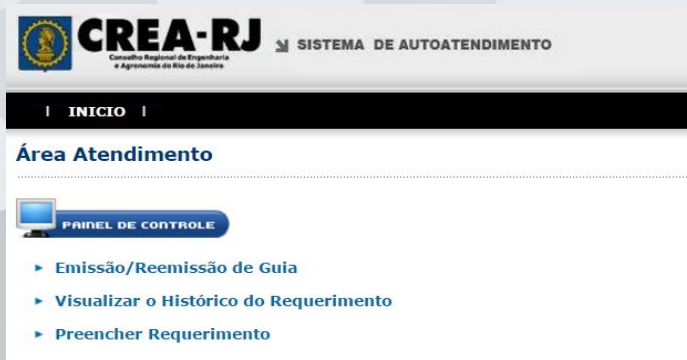 CREA-RJ
Conselho Regional de Engenharia
e Agronomia do Rio de Janeiro
SISTEMA DE AUTOATENDIMENTO
| INICIO |
Área Atendimento
PAINEL DE CONTROLE
Emissão/Reemissão de Guia
Visualizar o Histórico do Requerimento
Preencher Requerimento